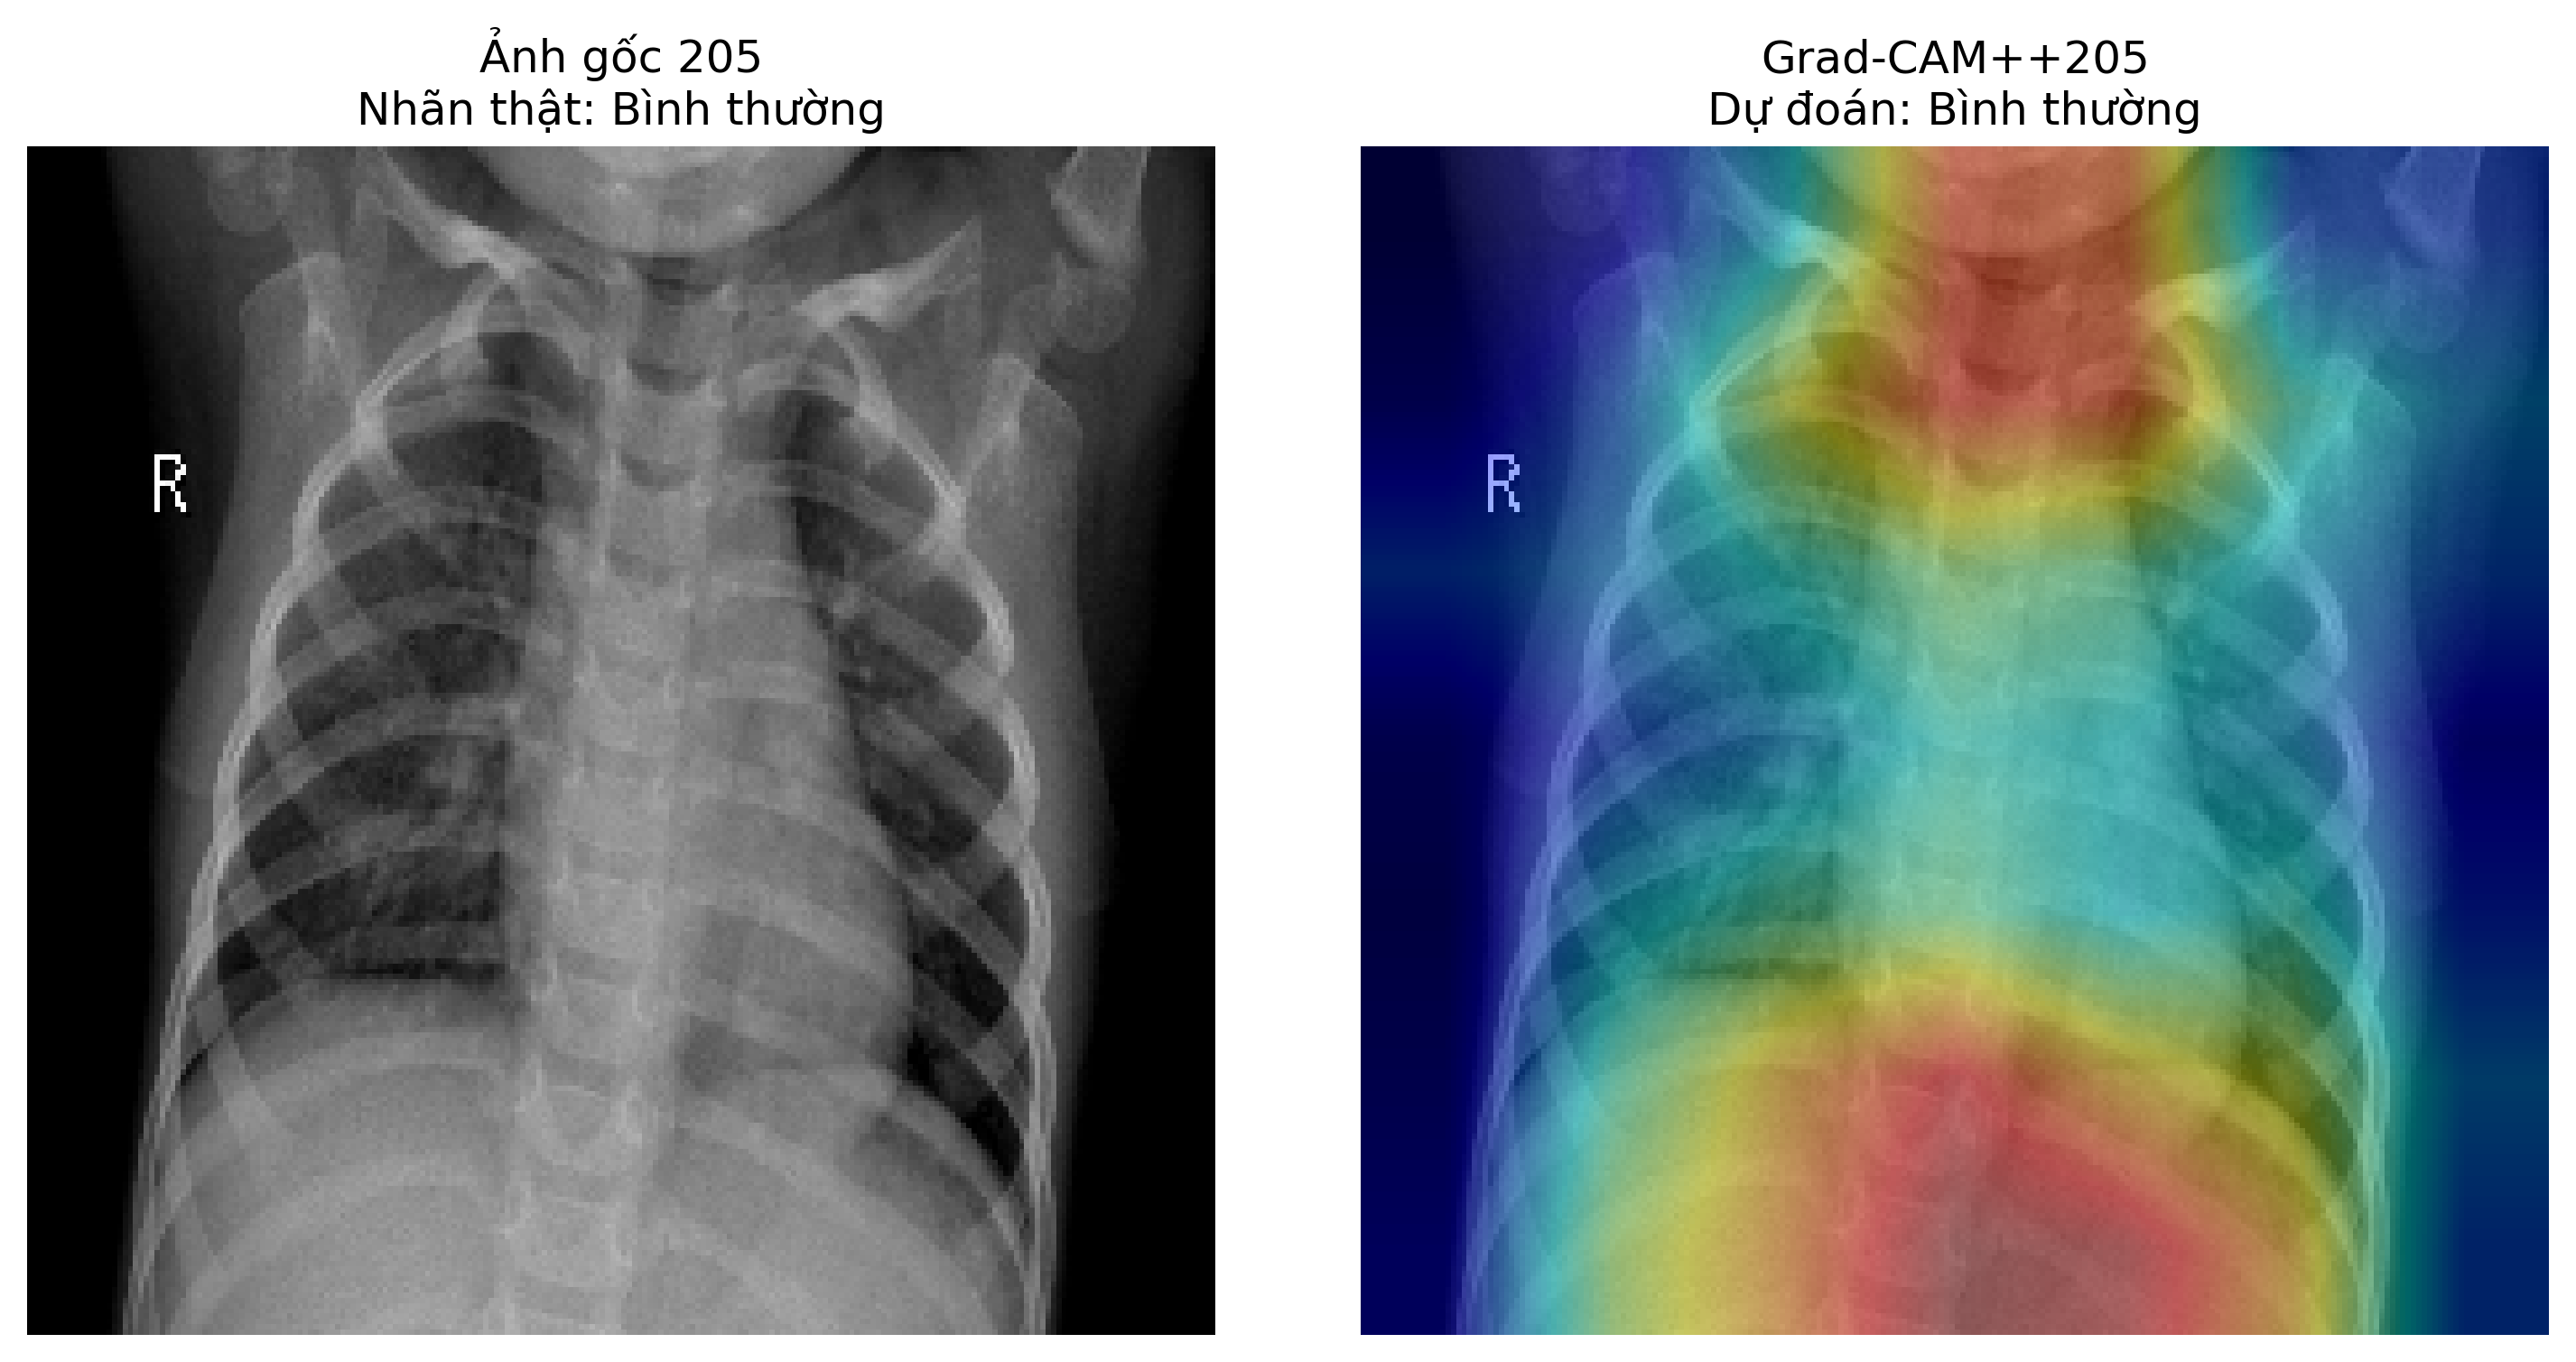 Ảnh gốc 205
Nhãn thật: Bình thường
Grad-CAM++205
Dự đoán: Bình thường
R
R